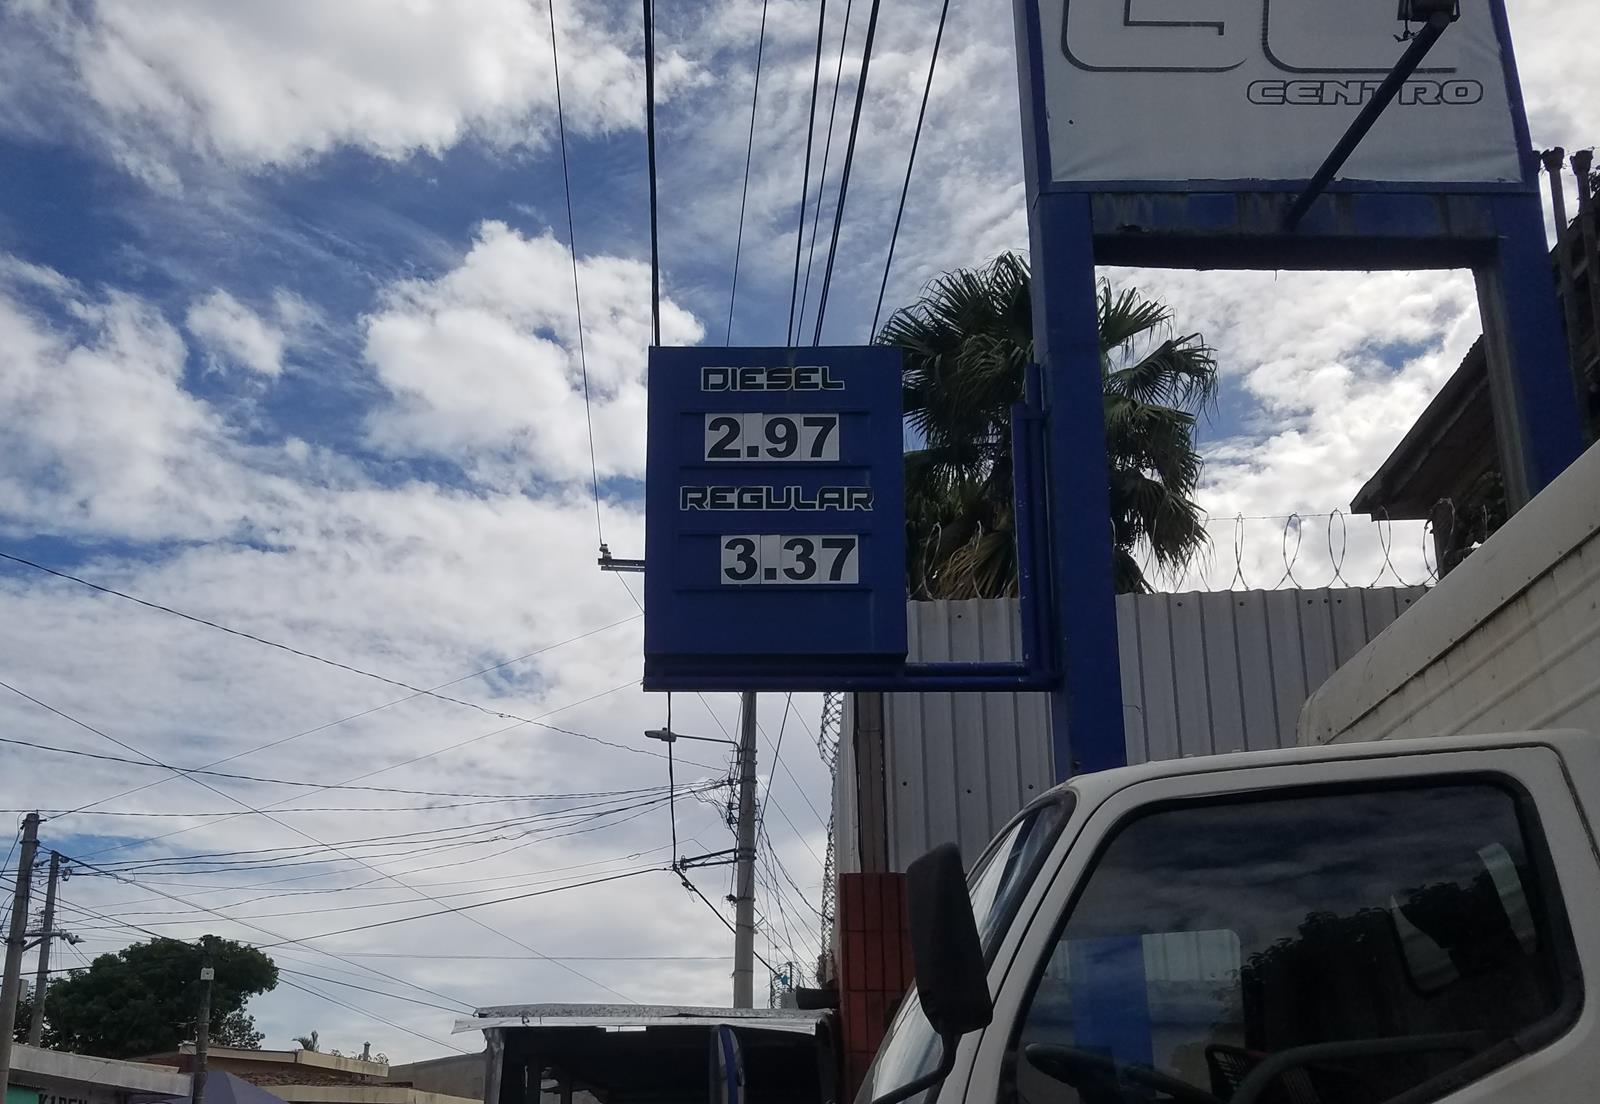 CENTRO
DIESEL
2.97
REGULAR
3.37